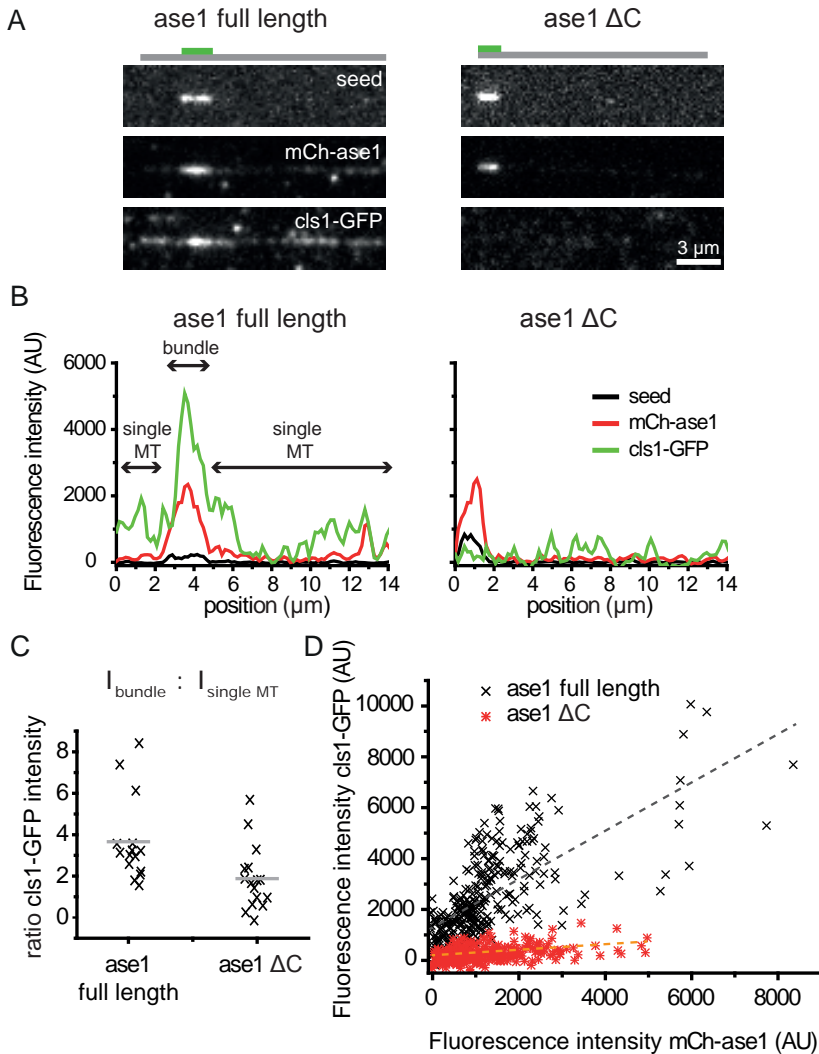 A
ase1 full length
ase1 ΔC
seed
mCh-ase1
cls1-GFP
3 μm
B
ase1 full length
ase1 ΔC
Fluorescence intensity (AU)
6000
4000
2000
0
bundle
single
MT
single
MT
0 2 4 6 8 10 12 14
position (μm)
seed
mCh-ase1
cls1-GFP
0 2 4 6 8 10 12 14
position (μm)
C
I bundle : I single MT
ratio cls1-GFP intensity
8
6
4
2
0
ase1
full length
ase1 ΔC
D
Fluorescence intensity cls1-GFP (AU)
10000
8000
6000
4000
2000
0
ase1 full length
ase1 ΔC
0 2000 4000 6000 8000
Fluorescence intensity mCh-ase1 (AU)